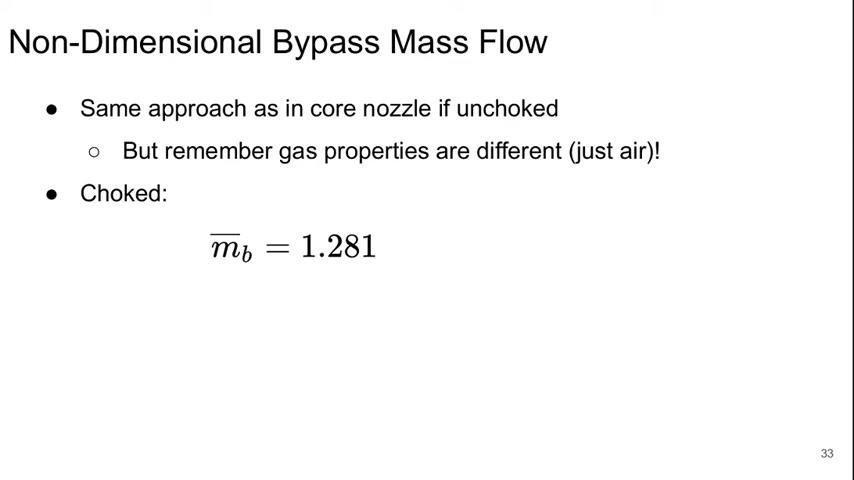 Non-Dimensional Bypass Mass Flow
● Same approach as in core nozzle if unchoked
○ But remember gas properties are different (just air)!
● Choked:
m̅_b = 1.281
33